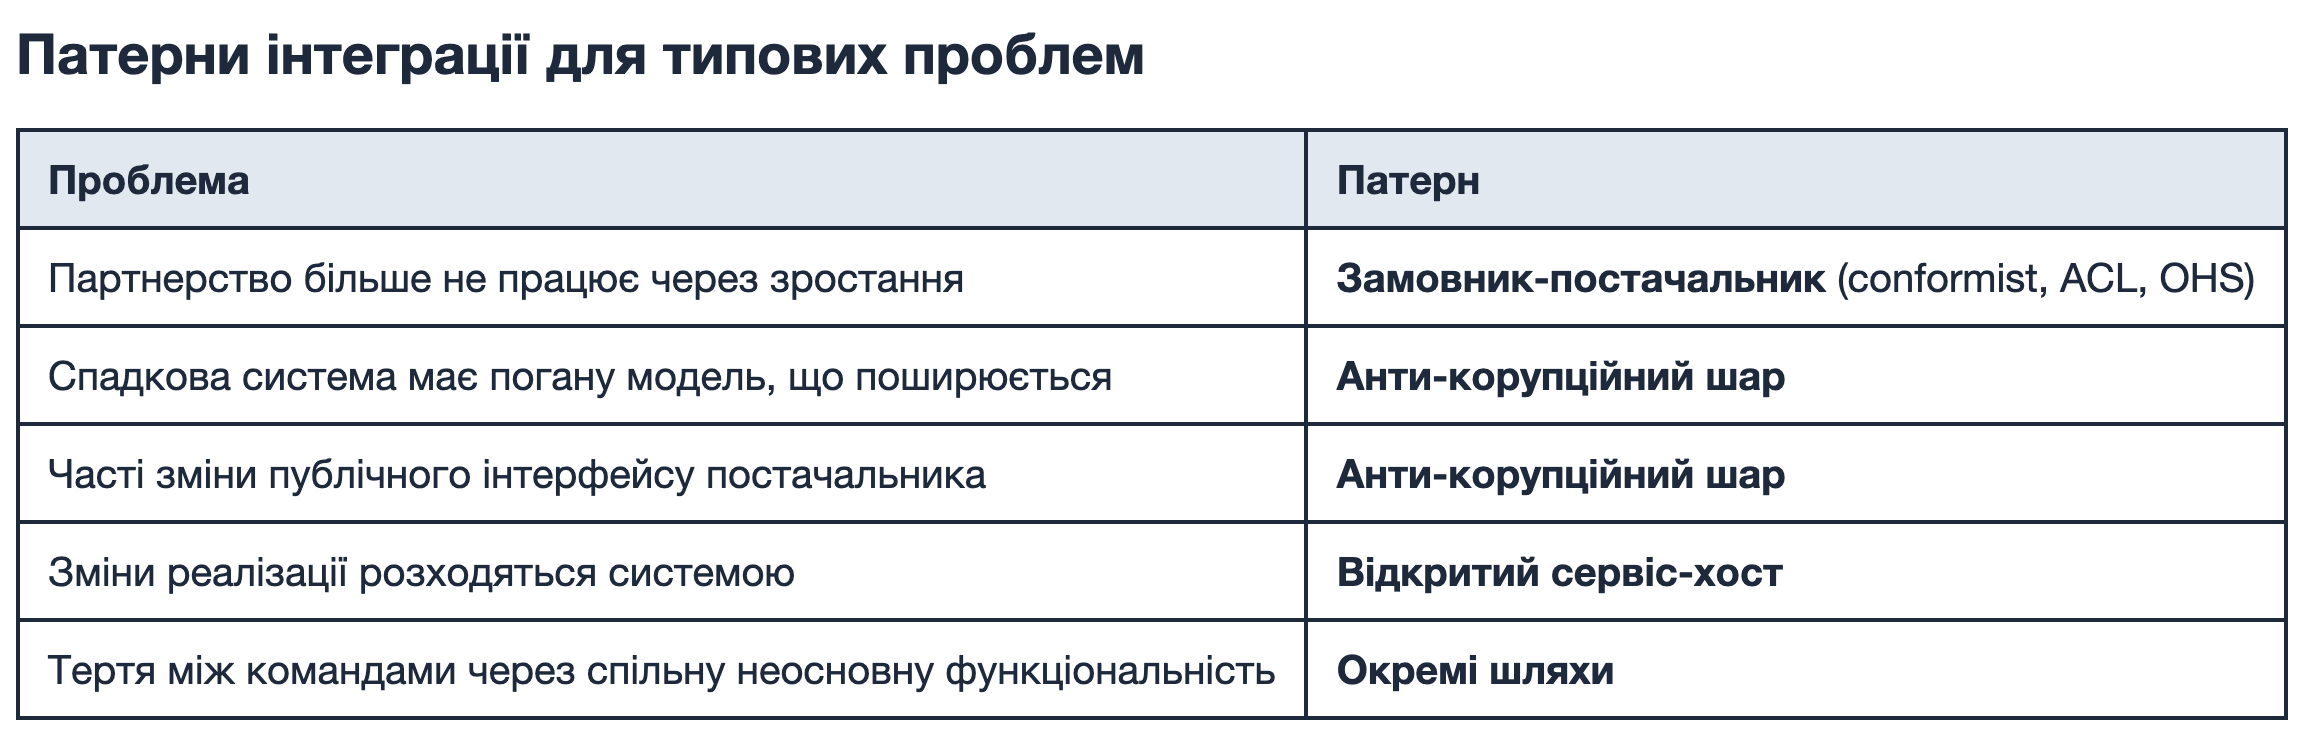 Патерни інтеграції для типових проблем
Проблема
Патерн
Партнерство більше не працює через зростання
Замовник-постачальник (conformist, ACL, OHS)
Спадкова система має погану модель, що поширюється
Анти-корупційний шар
Часті зміни публічного інтерфейсу постачальника
Анти-корупційний шар
Зміни реалізації розходяться системою
Відкритий сервіс-хост
Тертя між командами через спільну неосновну функціональність
Окремі шляхи